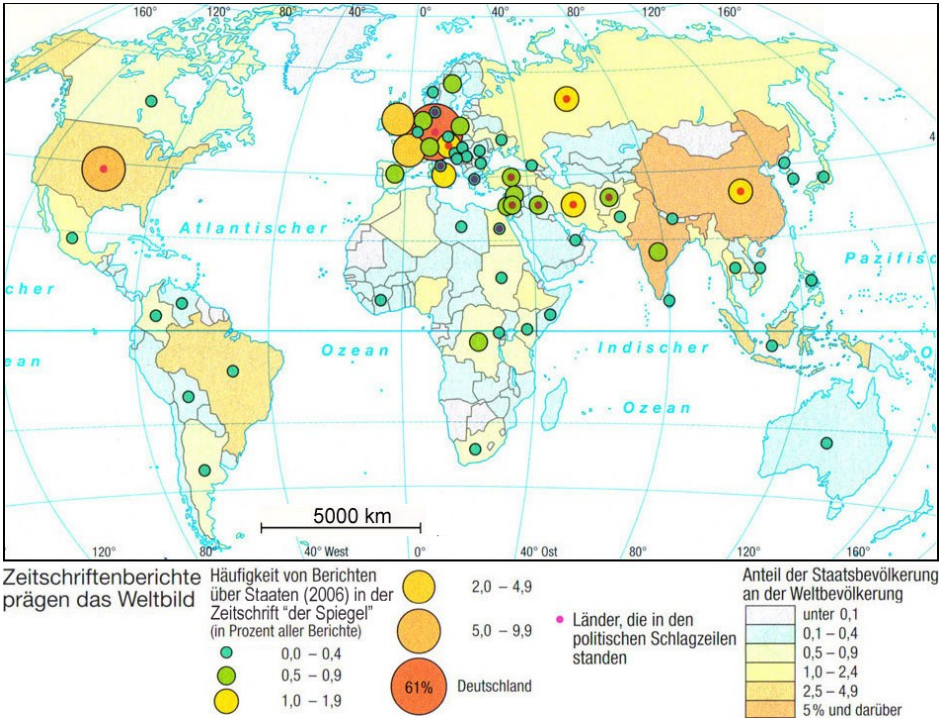 160°
120°
80°
40°
0°
40°
80°
120°
160°
4
Atlantischer
Pazifisc
cher
Ozean
Indischer
O
ean
Ozean
5000 km
120°
80°
40° West
0°
40° Ost
80°
120°
160°
Zeitschriftenberichte
prägen das Weltbild
Häufigkeit von Berichten
über Staaten (2006) in der
Zeitschrift “der Spiegel”
(in Prozent aller Berichte)
0,0 – 0,4
0,5 – 0,9
1,0 – 1,9
2,0 – 4,9
5,0 – 9,9
61% Deutschland
Länder, die in den
politischen Schlagzeilen
standen
Anteil der Staatsbevölkerung
an der Weltbevölkerung
unter 0,1
0,1 – 0,4
0,5 – 0,9
1,0 – 2,4
2,5 – 4,9
5% und darüber